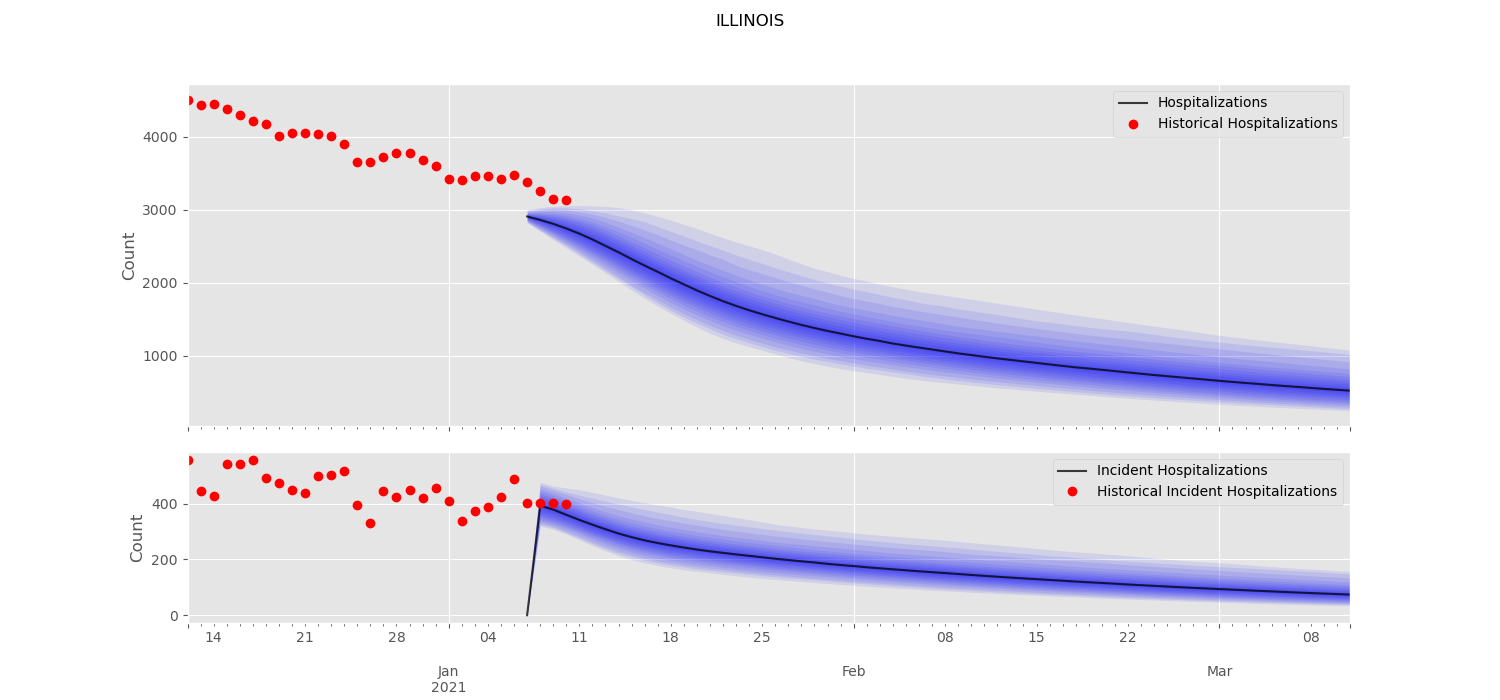 ILLINOIS
Hospitalizations
Historical Hospitalizations
4000
3000
2000
1000
Count
Incident Hospitalizations
Historical Incident Hospitalizations
400
200
0
Count
14 21 28 04 11 18 25 08 15 22 08
Jan Feb Mar
2021